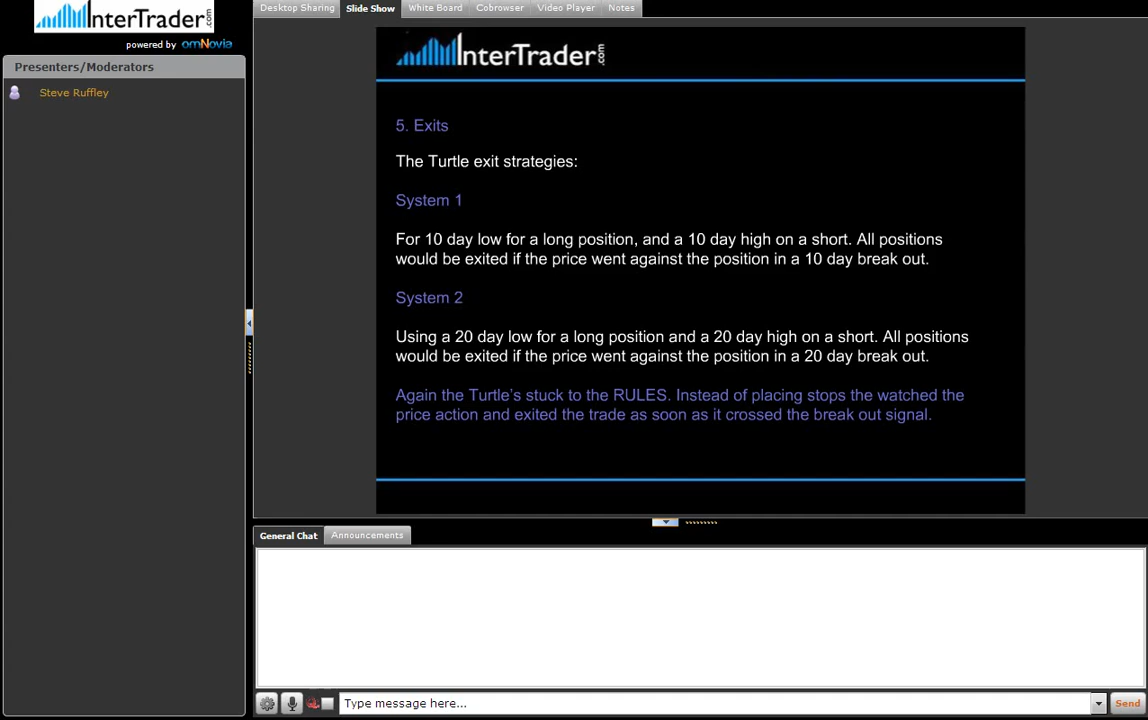 InterTrader.com
powered by omNovia
Presenters/Moderators
Steve Ruffley
Desktop Sharing
Slide Show
White Board
Cobrowser
Video Player
Notes
InterTrader.com
5. Exits
The Turtle exit strategies:
System 1
For 10 day low for a long position, and a 10 day high on a short. All positions
would be exited if the price went against the position in a 10 day break out.
System 2
Using a 20 day low for a long position and a 20 day high on a short. All positions
would be exited if the price went against the position in a 20 day break out.
Again the Turtle's stuck to the RULES. Instead of placing stops the watched the
price action and exited the trade as soon as it crossed the break out signal.
General Chat
Announcements
Type message here...
Send